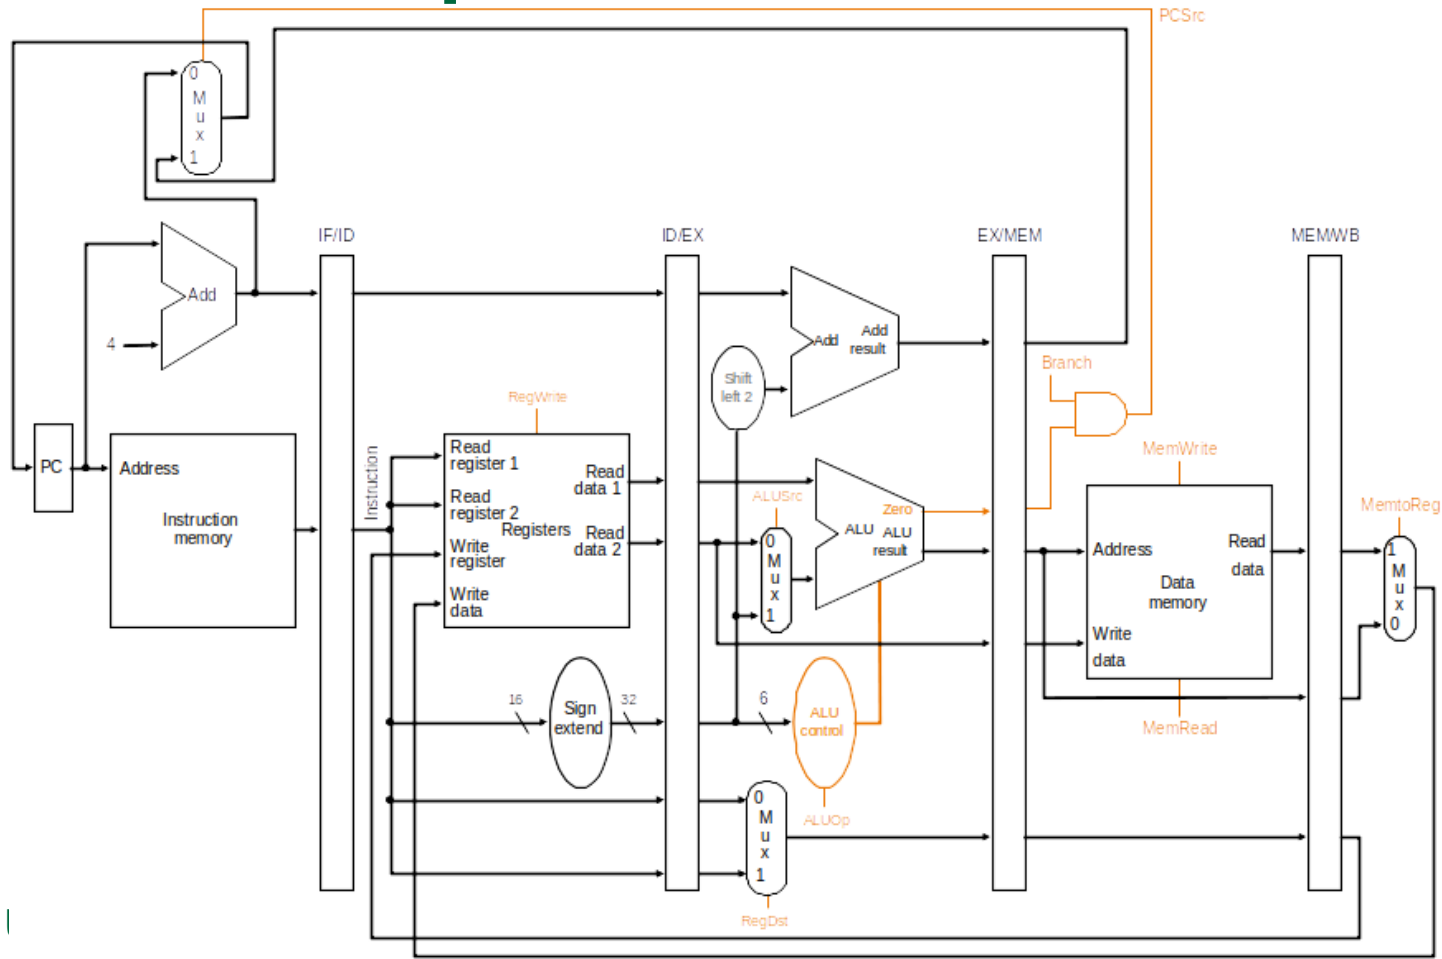 PCSrc
0
M
u
x
1
IF/ID
ID/EX
EX/MEM
MEM/WB
Add
4
Add
Add
result
Shift
left 2
Branch
RegWrite
MemWrite
PC
Address
Instruction
memory
Instruction
Read
register 1
Read
register 2
Write
register
Write
data
Registers
Read
data 1
Read
data 2
ALUSrc
0
M
u
x
1
Zero
ALU
ALU
result
Address
Read
data
Data
memory
Write
data
MemtoReg
1
M
u
x
0
16
Sign
extend
32
6
ALU
control
MemRead
ALUOp
0
M
u
x
1
RegDst